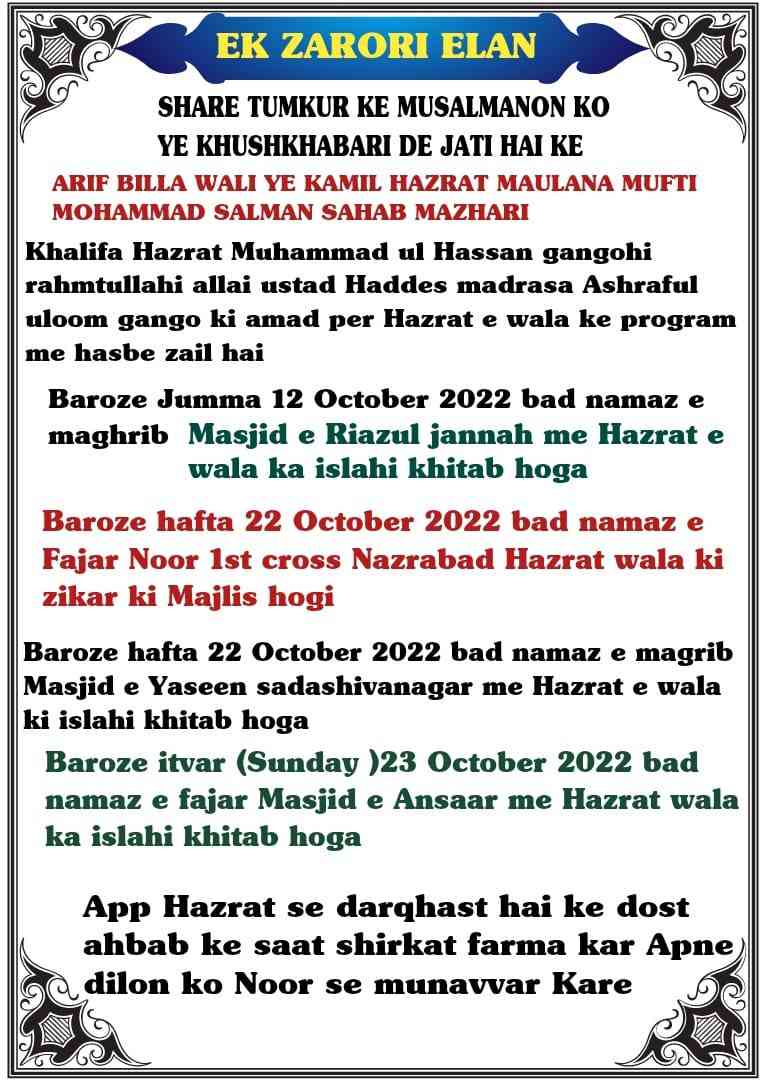 EK ZARORI ELAN
SHARE TUMKUR KE MUSALMANON KO
YE KHUSHKHABARI DE JATI HAI KE
ARIF BILLA WALI YE KAMIL HAZRAT MAULANA MUFTI
MOHAMMAD SALMAN SAHAB MAZHARI
Khalifa Hazrat Muhammad ul Hassan gangohi
rahmtullahi allai ustad Haddes madrasa Ashraful
uloom gango ki amad per Hazrat e wala ke program
me hasbe zail hai
Baroze Jumma 12 October 2022 bad namaz e
maghrib Masjid e Riazul jannah me Hazrat e
wala ka islahi khitab hoga
Baroze hafta 22 October 2022 bad namaz e
Fajar Noor 1st cross Nazrabad Hazrat wala ki
zikar ki Majlis hogi
Baroze hafta 22 October 2022 bad namaz e magrib
Masjid e Yaseen sadashivanagar me Hazrat e wala
ki islahi khitab hoga
Baroze itvar (Sunday )23 October 2022 bad
namaz e fajar Masjid e Ansaar me Hazrat wala
ka islahi khitab hoga
App Hazrat se darqhast hai ke dost
ahbab ke saat shirkat farma kar Apne
dilon ko Noor se munavvar Kare